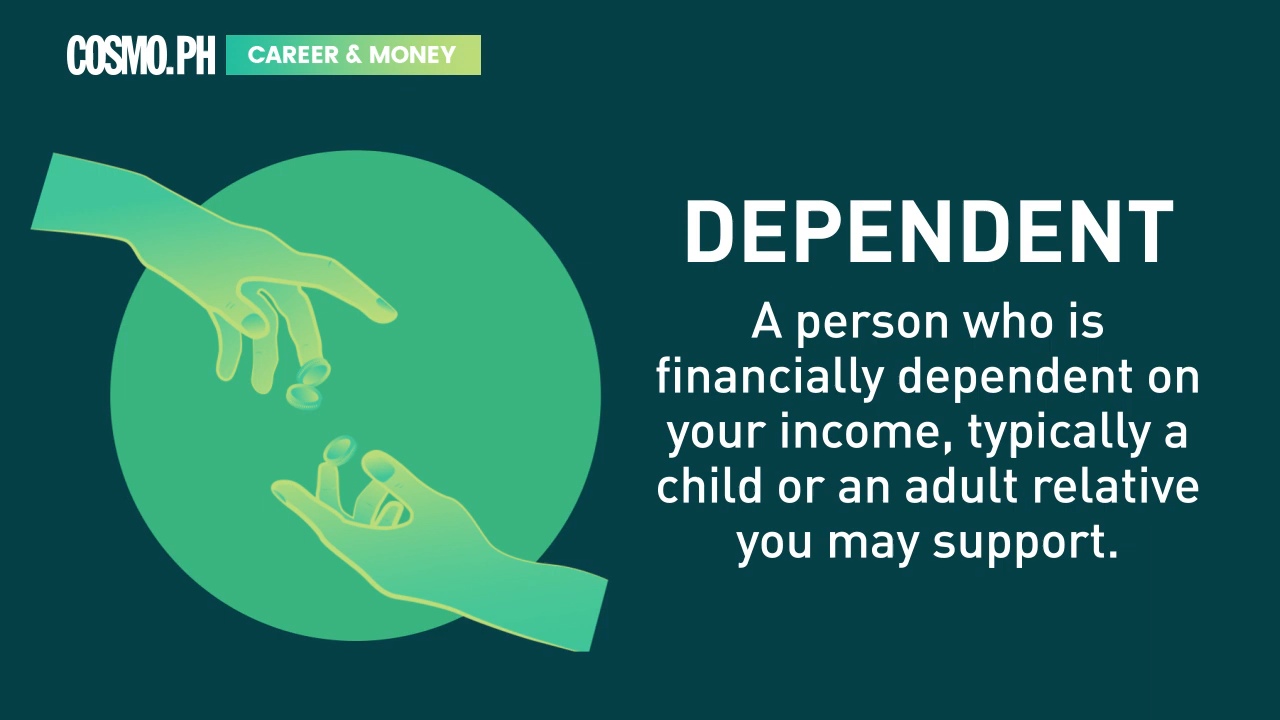 COSMO.PH CAREER & MONEY
DEPENDENT
A person who is
financially dependent on
your income, typically a
child or an adult relative
you may support.